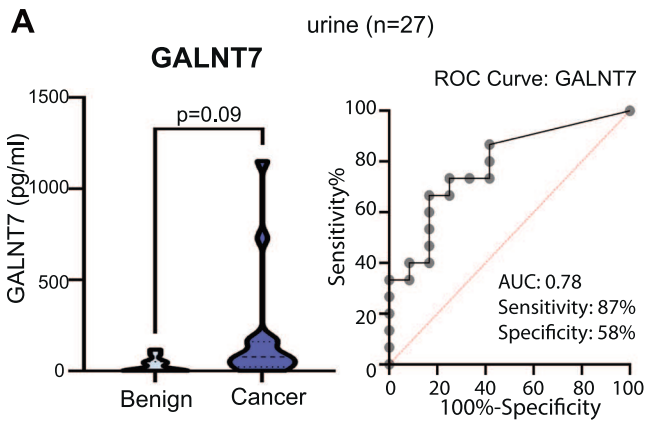 A
urine (n=27)
GALNT7
p=0.09
GALNT7 (pg/ml)
1500
1000
500
0
Benign
Cancer
ROC Curve: GALNT7
Sensitivity%
100
80
60
40
20
0
AUC: 0.78
Sensitivity: 87%
Specificity: 58%
0 20 40 60 80 100
100%-Specificity